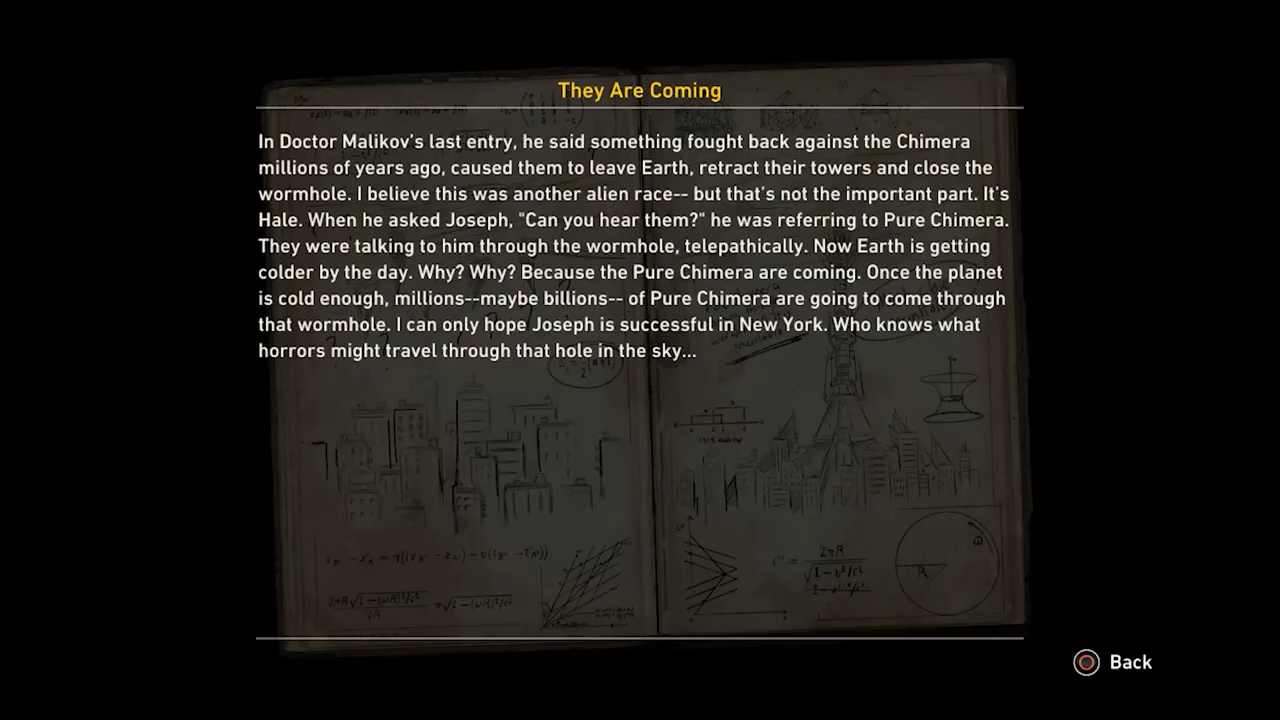 They Are Coming
In Doctor Malikov's last entry, he said something fought back against the Chimera
millions of years ago, caused them to leave Earth, retract their towers and close the
wormhole. I believe this was another alien race-- but that's not the important part. It's
Hale. When he asked Joseph, "Can you hear them?" he was referring to Pure Chimera.
They were talking to him through the wormhole, telepathically. Now Earth is getting
colder by the day. Why? Why? Because the Pure Chimera are coming. Once the planet
is cold enough, millions--maybe billions-- of Pure Chimera are going to come through
that wormhole. I can only hope Joseph is successful in New York. Who knows what
horrors might travel through that hole in the sky...
R
Back